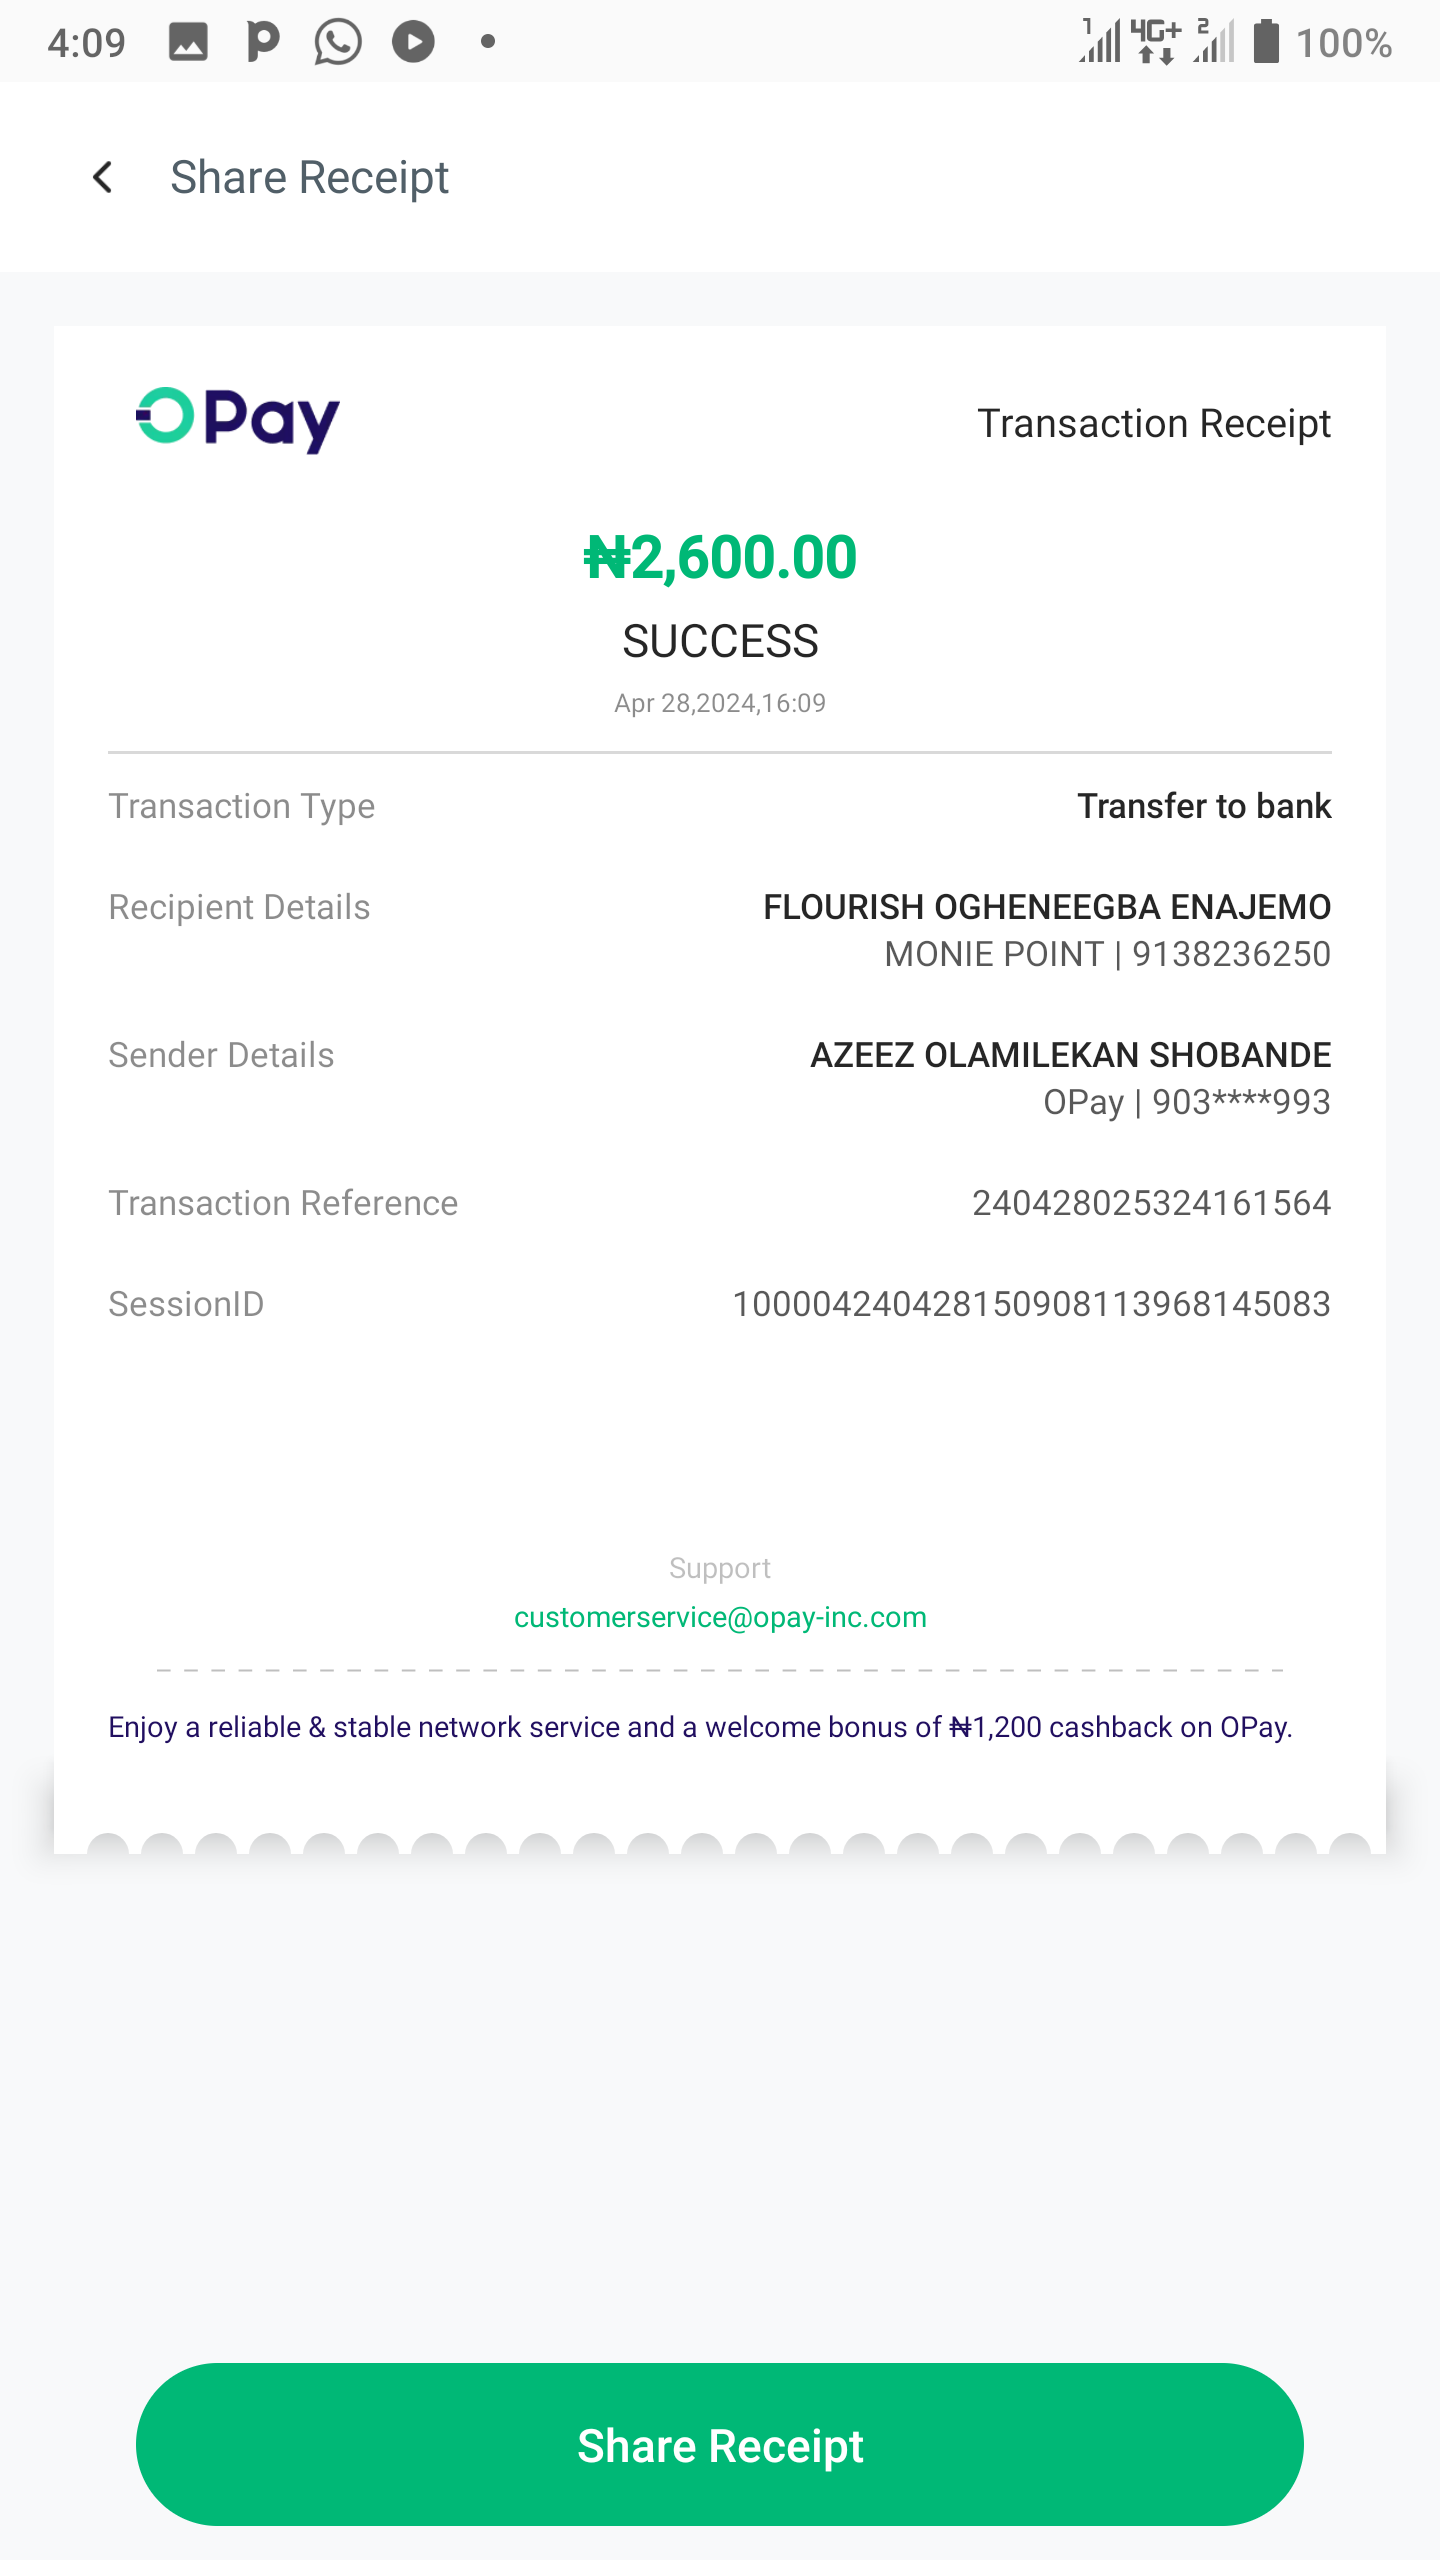 4:09
1 4G+ 2 100%
Share Receipt
OPay
Transaction Receipt
₦2,600.00
SUCCESS
Apr 28,2024,16:09
Transaction Type Transfer to bank
Recipient Details FLOURISH OGHENEEGBA ENAJEMO
MONIE POINT | 9138236250
Sender Details AZEEZ OLAMILEKAN SHOBANDE
OPay | 903****993
Transaction Reference 240428025324161564
SessionID 100004240428150908113968145083
Support
customerservice@opay-inc.com
Enjoy a reliable & stable network service and a welcome bonus of ₦1,200 cashback on OPay.
Share Receipt